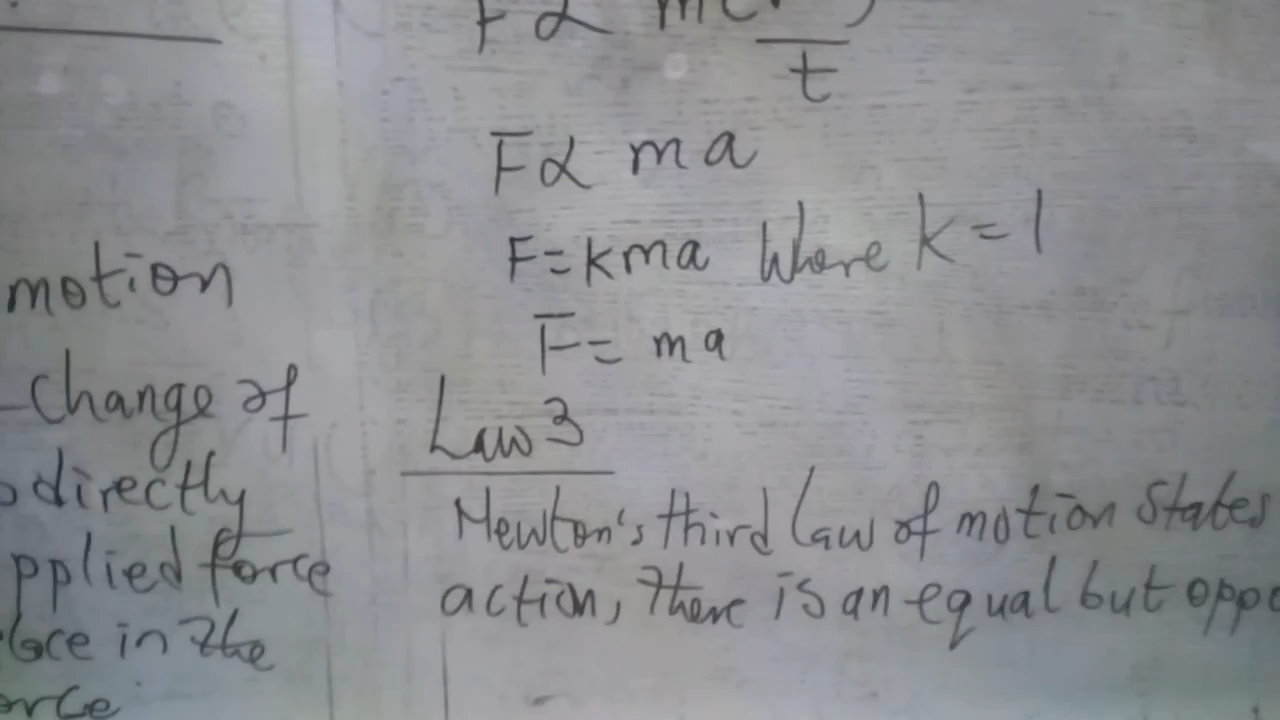 motion
change of
directly
pplied force
in the
F α m
t
F α ma
F = kma Where k = 1
F = ma
Law 3
Newton's third law of motion states
action, there is an equal but oppo